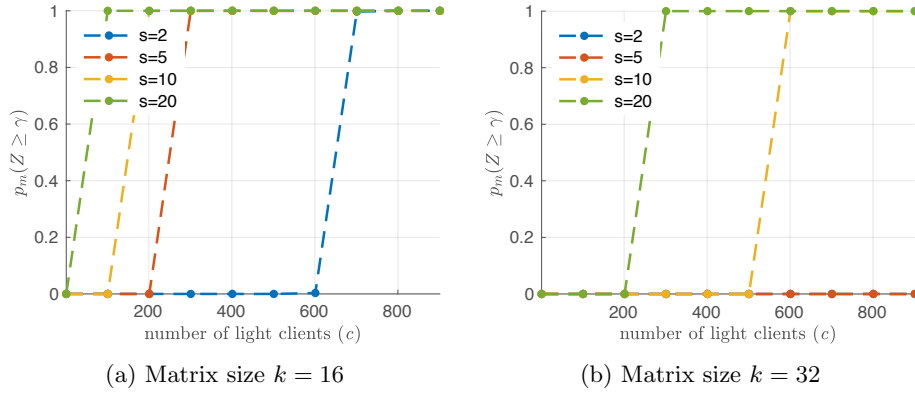 1
0.8
0.6
0.4
0.2
0
p_m(Z ≥ γ)
s=2
s=5
s=10
s=20
200 400 600 800
number of light clients (c)
(a) Matrix size k = 16
1
0.8
0.6
0.4
0.2
0
p_m(Z ≥ γ)
s=2
s=5
s=10
s=20
200 400 600 800
number of light clients (c)
(b) Matrix size k = 32